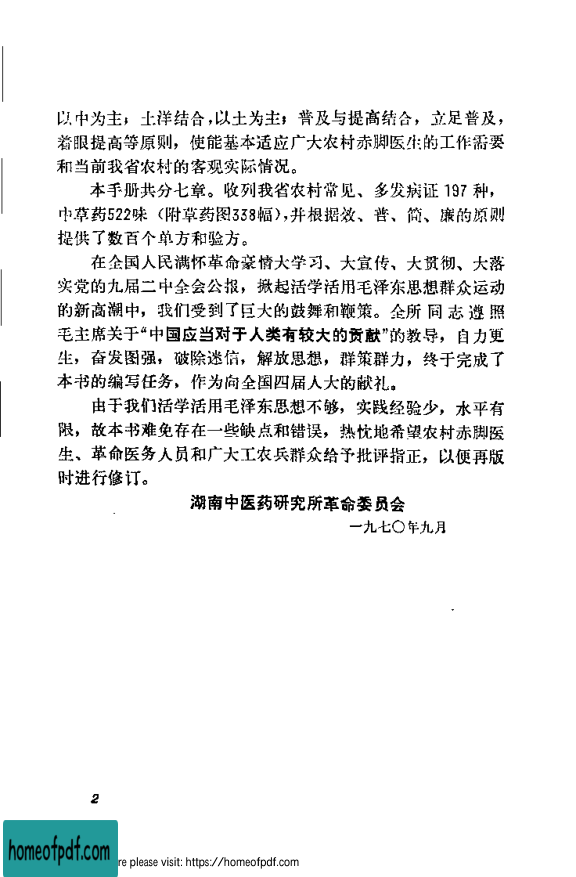 以中为主；土洋结合，以土为主；普及与提高结合，立足普及，
着眼提高等原则，使能基本适应广大农村赤脚医生的工作需要
和当前我省农村的客观实际情况。
本手册共分七章。收列我省农村常见、多发病证197种，
中草药522味（附草药图338幅），并根据效、普、简、廉的原则
提供了数百个单方和验方。
在全国人民满怀革命豪情大学习、大宣传、大贯彻、大落
实党的九届二中全会公报，掀起活学活用毛泽东思想群众运动
的新高潮中，我们受到了巨大的鼓舞和鞭策。全所同志遵照
毛主席关于“中国应当对于人类有较大的贡献”的教导，自力更
生，奋发图强，破除迷信，解放思想，群策群力，终于完成了
本书的编写任务，作为向全国四届人大的献礼。
由于我们活学活用毛泽东思想不够，实践经验少，水平有
限，故本书难免存在一些缺点和错误，热忱地希望农村赤脚医
生、革命医务人员和广大工农兵群众给予批评指正，以便再版
时进行修订。
湖南中医药研究所革命委员会
一九七〇年九月
2
homeofpdf.com
re please visit: https://homeofpdf.com